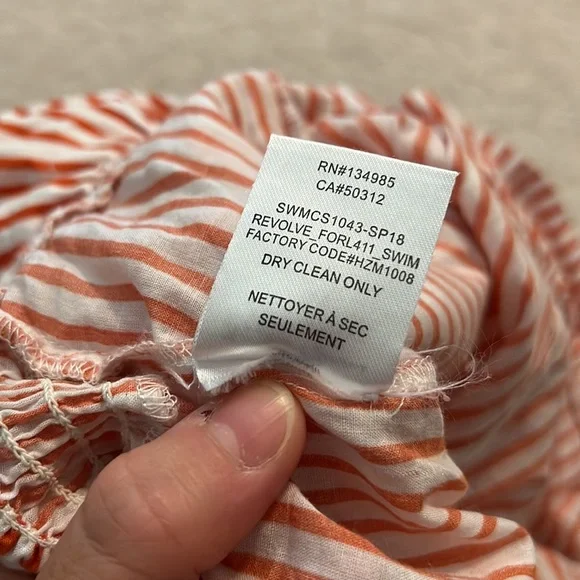 RN#134985
CA#50312
SWMCS1043-SP18
REVOLVE_FORL411_SWIM
FACTORY CODE#HZM1008
DRY CLEAN ONLY
NETTOYER À SEC
SEULEMENT